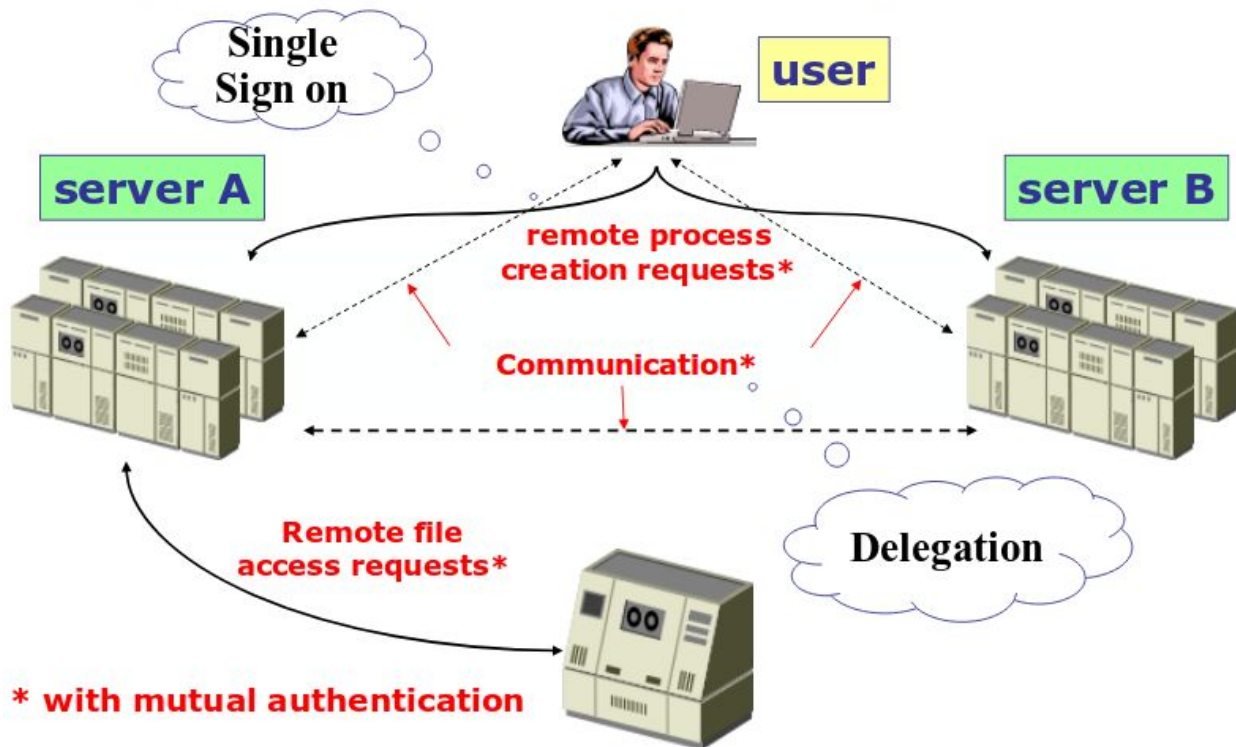 Single
Sign on
user
server A
server B
remote process
creation requests*
Communication*
Remote file
access requests*
Delegation
* with mutual authentication